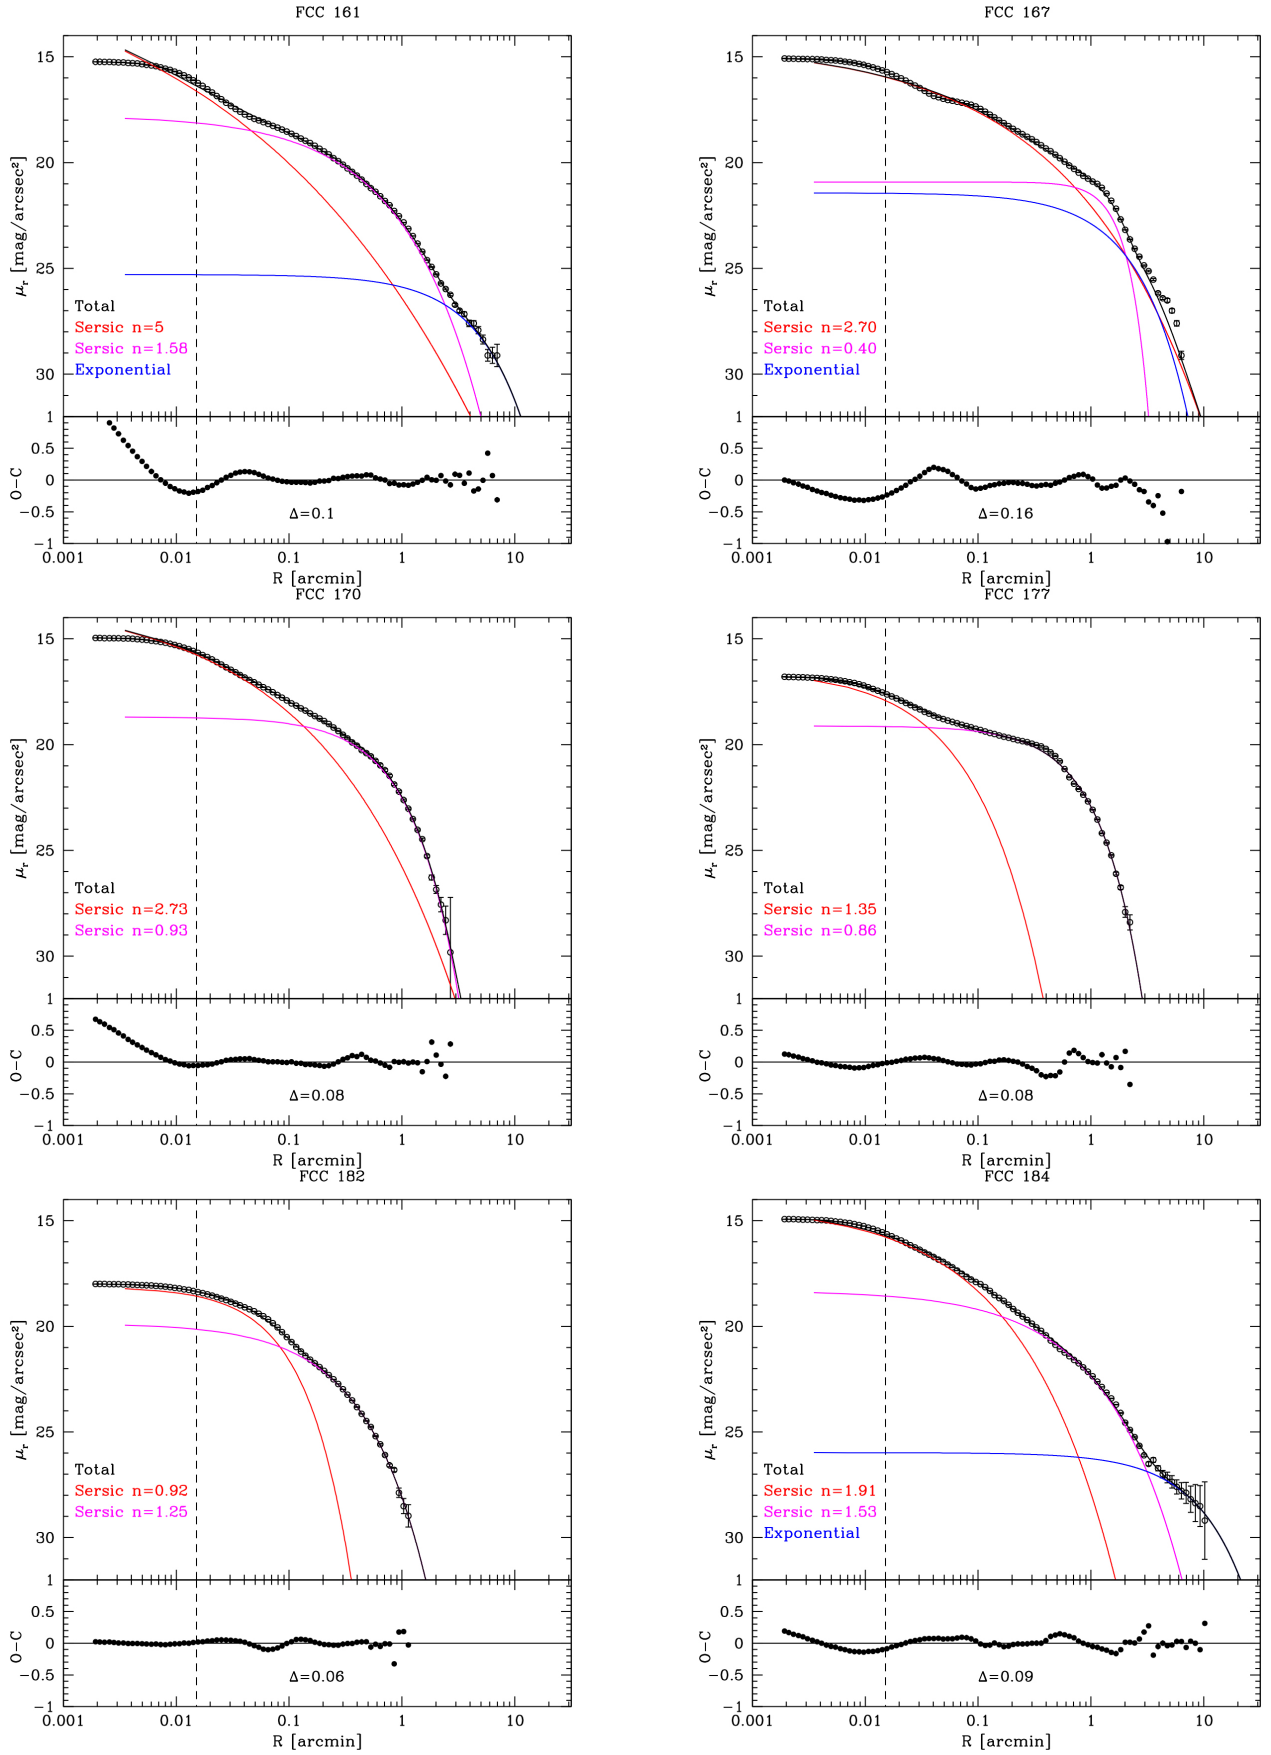 FCC 161
15
20
25
30
μr [mag/arcsec²]
Total
Sersic n=5
Sersic n=1.58
Exponential
1
0.5
0
−0.5
−1
O−C
Δ=0.1
0.001 0.01 0.1 1 10
R [arcmin]
FCC 167
15
20
25
30
μr [mag/arcsec²]
Total
Sersic n=2.70
Sersic n=0.40
Exponential
1
0.5
0
−0.5
−1
O−C
Δ=0.16
0.001 0.01 0.1 1 10
R [arcmin]
FCC 170
15
20
25
30
μr [mag/arcsec²]
Total
Sersic n=2.73
Sersic n=0.93
1
0.5
0
−0.5
−1
O−C
Δ=0.08
0.001 0.01 0.1 1 10
R [arcmin]
FCC 177
15
20
25
30
μr [mag/arcsec²]
Total
Sersic n=1.35
Sersic n=0.86
1
0.5
0
−0.5
−1
O−C
Δ=0.08
0.001 0.01 0.1 1 10
R [arcmin]
FCC 182
15
20
25
30
μr [mag/arcsec²]
Total
Sersic n=0.92
Sersic n=1.25
1
0.5
0
−0.5
−1
O−C
Δ=0.06
0.001 0.01 0.1 1 10
R [arcmin]
FCC 184
15
20
25
30
μr [mag/arcsec²]
Total
Sersic n=1.91
Sersic n=1.53
Exponential
1
0.5
0
−0.5
−1
O−C
Δ=0.09
0.001 0.01 0.1 1 10
R [arcmin]